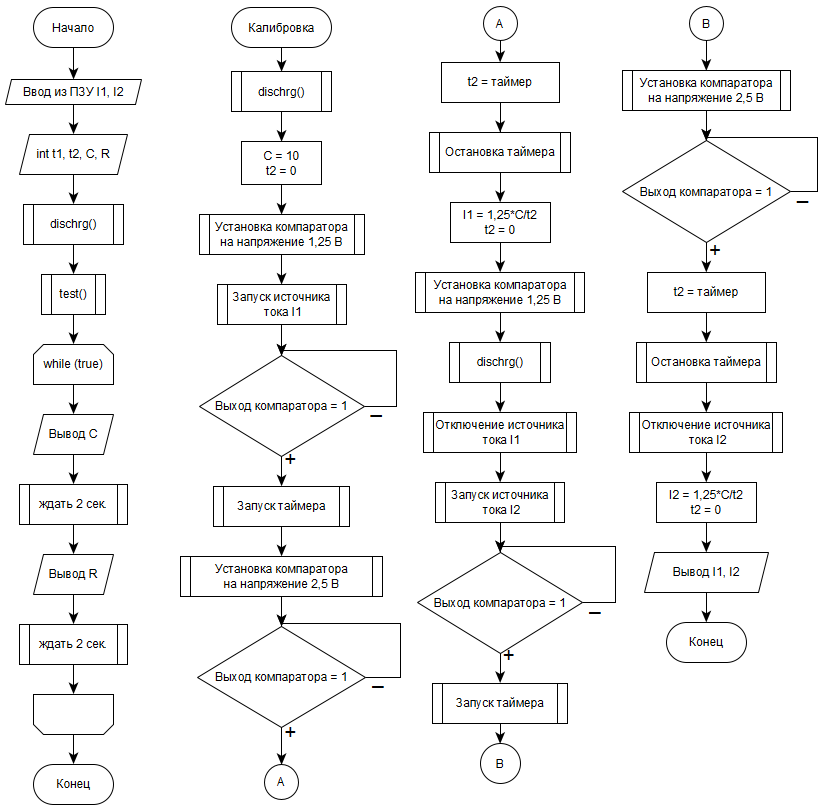 Начало
Ввод из ПЗУ I1, I2
int t1, t2, C, R
dischrg()
test()
while (true)
Вывод C
ждать 2 сек.
Вывод R
ждать 2 сек.
Конец
Калибровка
dischrg()
C = 10
t2 = 0
Установка компаратора
на напряжение 1,25 В
Запуск источника
тока I1
Выход компаратора = 1
−
+
Запуск таймера
Установка компаратора
на напряжение 2,5 В
Выход компаратора = 1
−
+
A
A
t2 = таймер
Остановка таймера
I1 = 1,25*C/t2
t2 = 0
Установка компаратора
на напряжение 1,25 В
dischrg()
Отключение источника
тока I1
Запуск источника
тока I2
Выход компаратора = 1
−
+
Запуск таймера
B
B
Установка компаратора
на напряжение 2,5 В
Выход компаратора = 1
−
+
t2 = таймер
Остановка таймера
Отключение источника
тока I2
I2 = 1,25*C/t2
t2 = 0
Вывод I1, I2
Конец